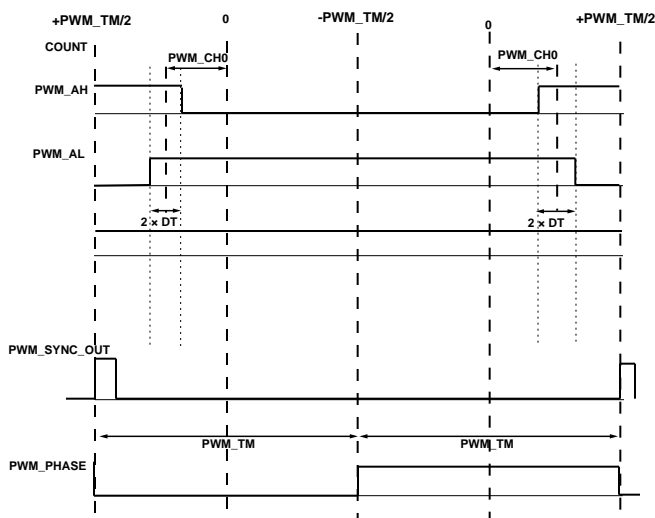 +PWM_TM/2 0 -PWM_TM/2 0 +PWM_TM/2
COUNT
PWM_CH0 PWM_CH0
PWM_AH
PWM_AL
2 × DT 2 × DT
PWM_SYNC_OUT
PWM_TM PWM_TM
PWM_PHASE